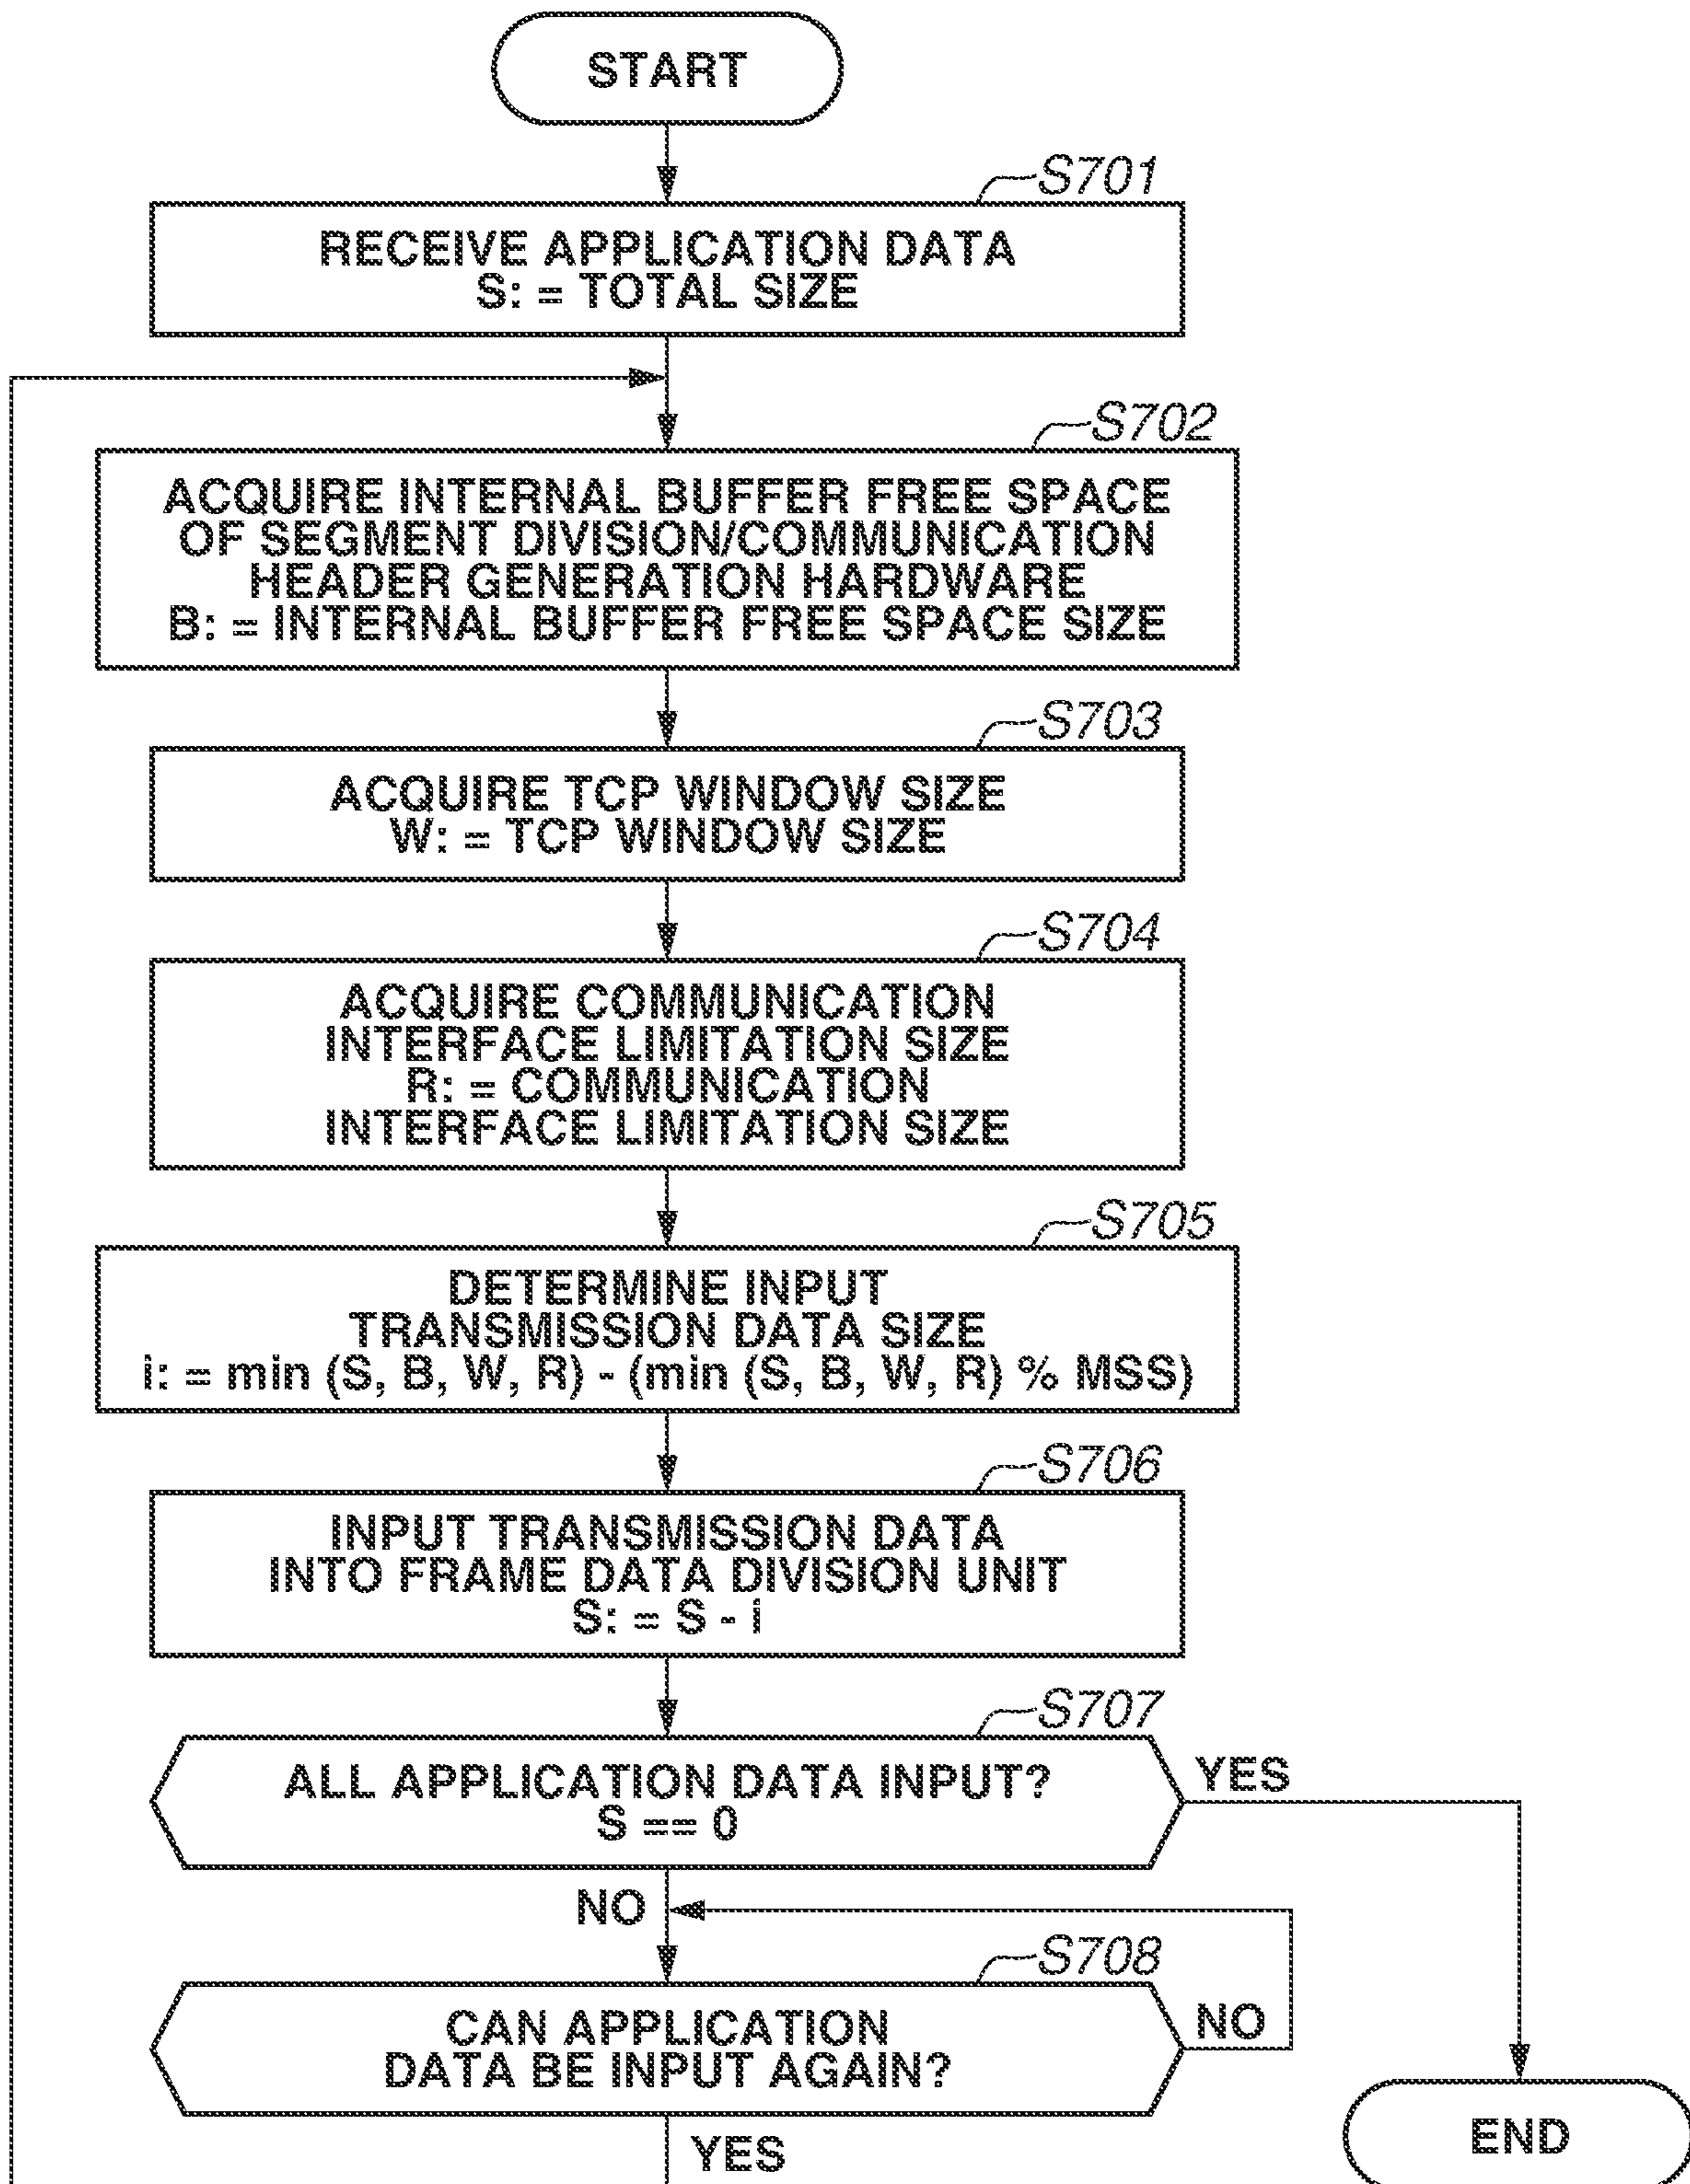 START
S701
RECEIVE APPLICATION DATA
S: = TOTAL SIZE
S702
ACQUIRE INTERNAL BUFFER FREE SPACE
OF SEGMENT DIVISION/COMMUNICATION
HEADER GENERATION HARDWARE
B: = INTERNAL BUFFER FREE SPACE SIZE
S703
ACQUIRE TCP WINDOW SIZE
W: = TCP WINDOW SIZE
S704
ACQUIRE COMMUNICATION
INTERFACE LIMITATION SIZE
R: = COMMUNICATION
INTERFACE LIMITATION SIZE
S705
DETERMINE INPUT
TRANSMISSION DATA SIZE
i: = min (S, B, W, R) - (min (S, B, W, R) % MSS)
S706
INPUT TRANSMISSION DATA
INTO FRAME DATA DIVISION UNIT
S: = S - i
S707
ALL APPLICATION DATA INPUT?
S == 0
YES
NO
S708
CAN APPLICATION
DATA BE INPUT AGAIN?
NO
YES
END